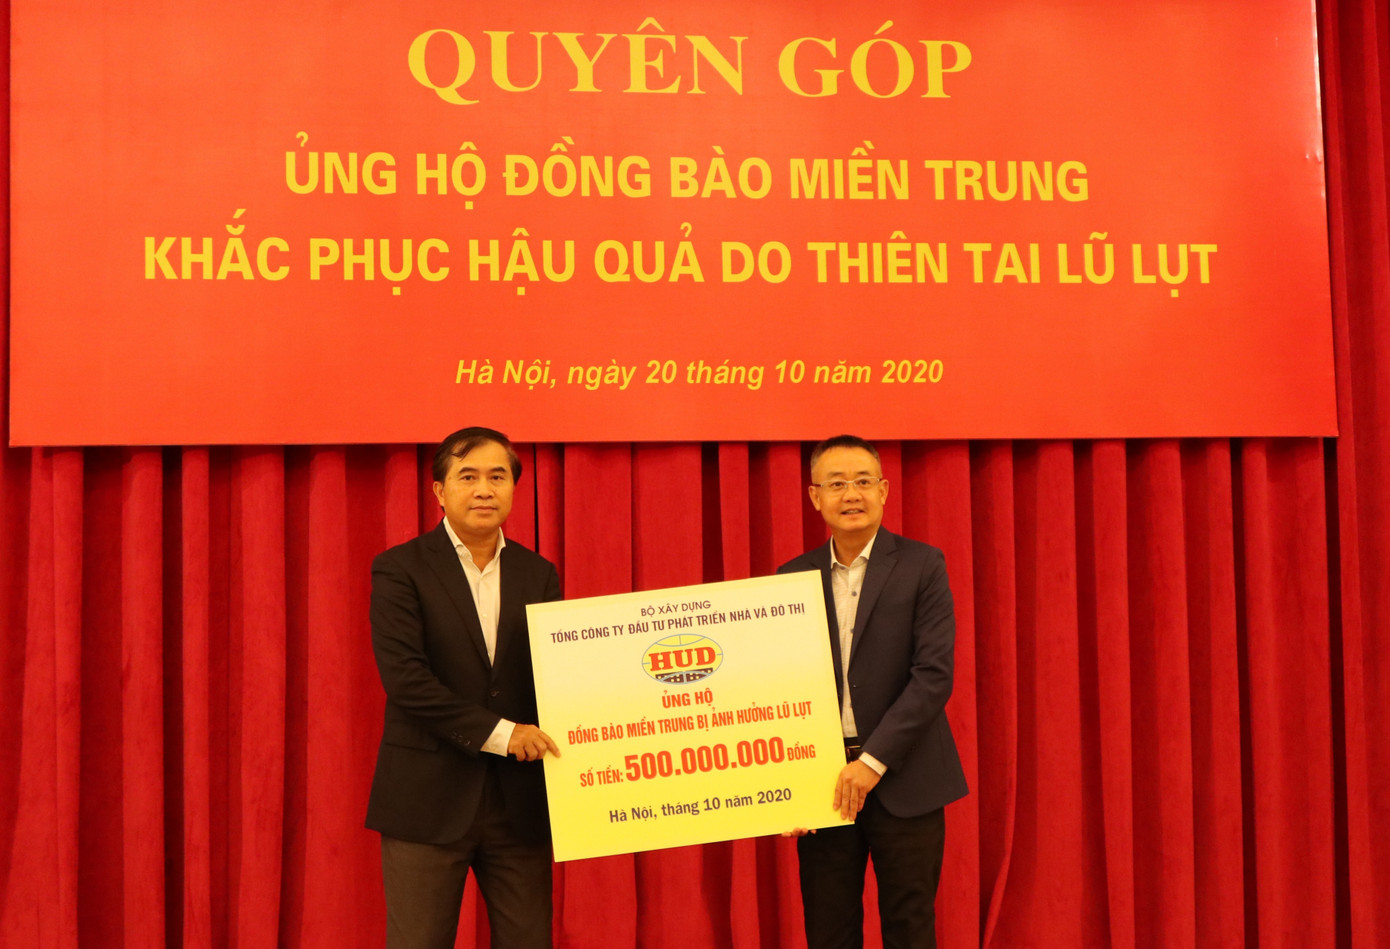 QUYÊN GÓP
ỦNG HỘ ĐỒNG BÀO MIỀN TRUNG
KHẮC PHỤC HẬU QUẢ DO THIÊN TAI LŨ LỤT
Hà Nội, ngày 20 tháng 10 năm 2020
BỘ XÂY DỰNG
TỔNG CÔNG TY ĐẦU TƯ PHÁT TRIỂN NHÀ VÀ ĐÔ THỊ
HUD
ỦNG HỘ
ĐỒNG BÀO MIỀN TRUNG BỊ ẢNH HƯỞNG LŨ LỤT
SỐ TIỀN: 500.000.000 ĐỒNG
Hà Nội, tháng 10 năm 2020